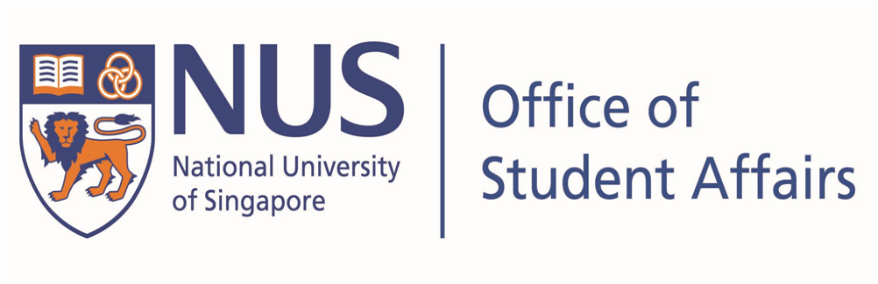 NUS
National University
of Singapore
Office of
Student Affairs